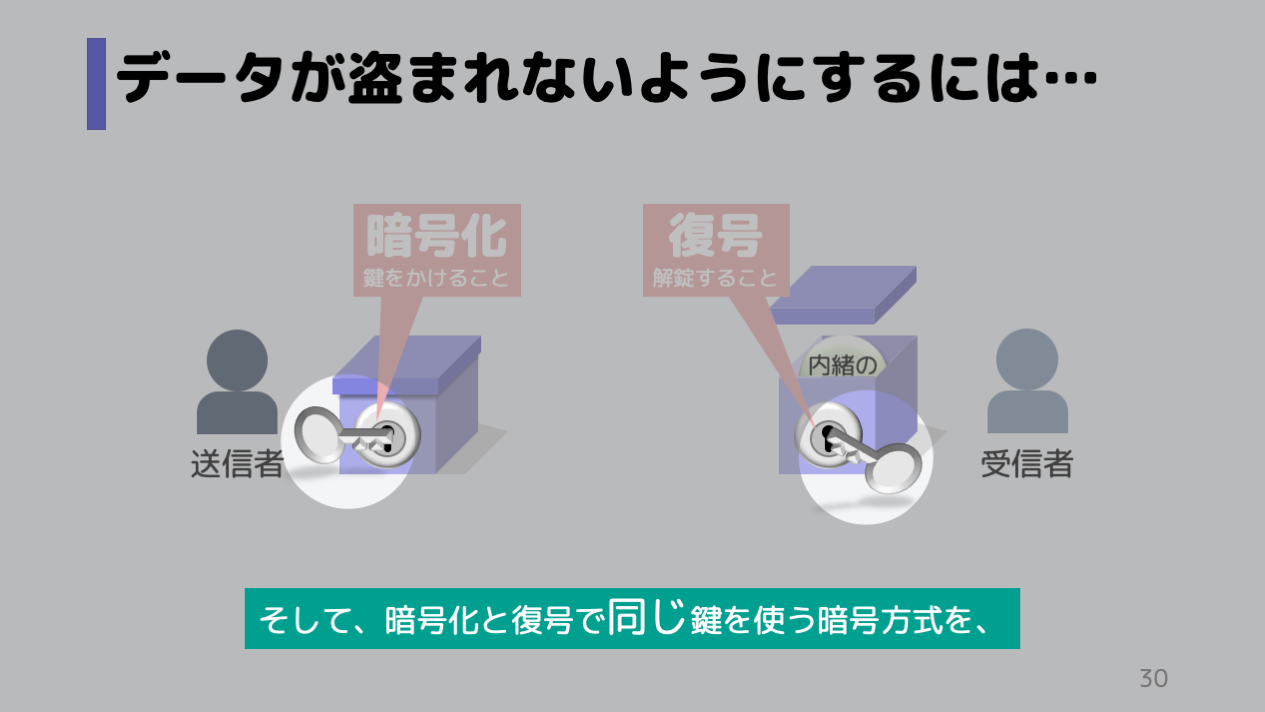 データが盗まれないようにするには…
暗号化
鍵をかけること
復号
解錠すること
内緒の
送信者
受信者
そして、暗号化と復号で同じ鍵を使う暗号方式を、
30